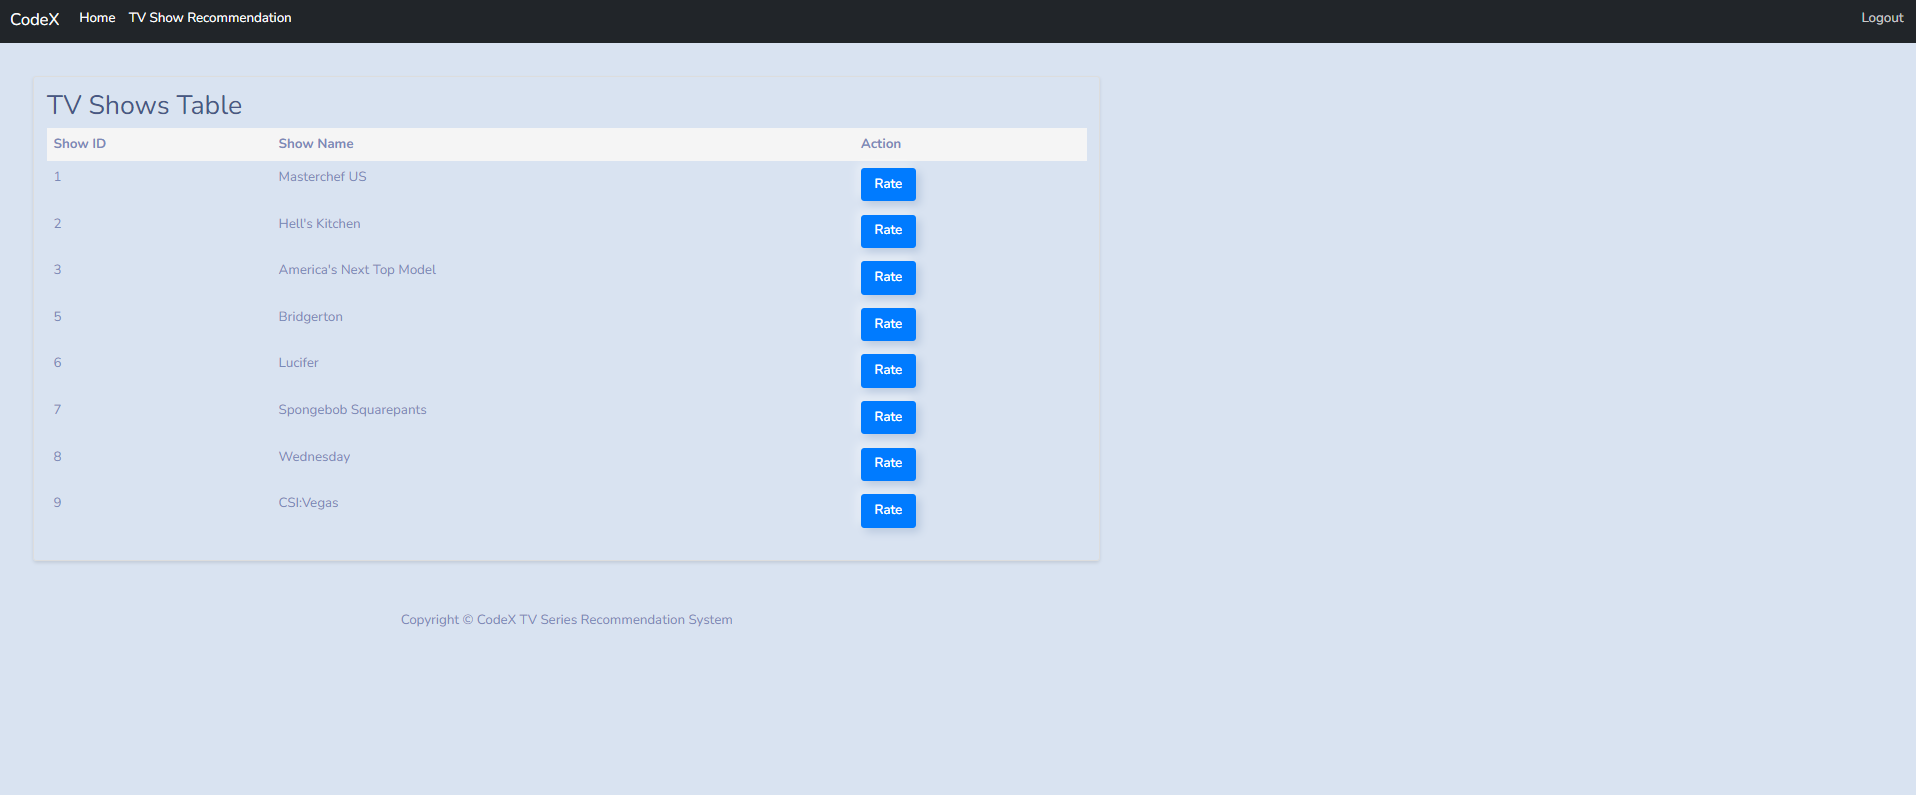 CodeX Home TV Show Recommendation Logout
TV Shows Table
Show ID Show Name Action
1 Masterchef US Rate
2 Hell's Kitchen Rate
3 America's Next Top Model Rate
5 Bridgerton Rate
6 Lucifer Rate
7 Spongebob Squarepants Rate
8 Wednesday Rate
9 CSI:Vegas Rate
Copyright © CodeX TV Series Recommendation System